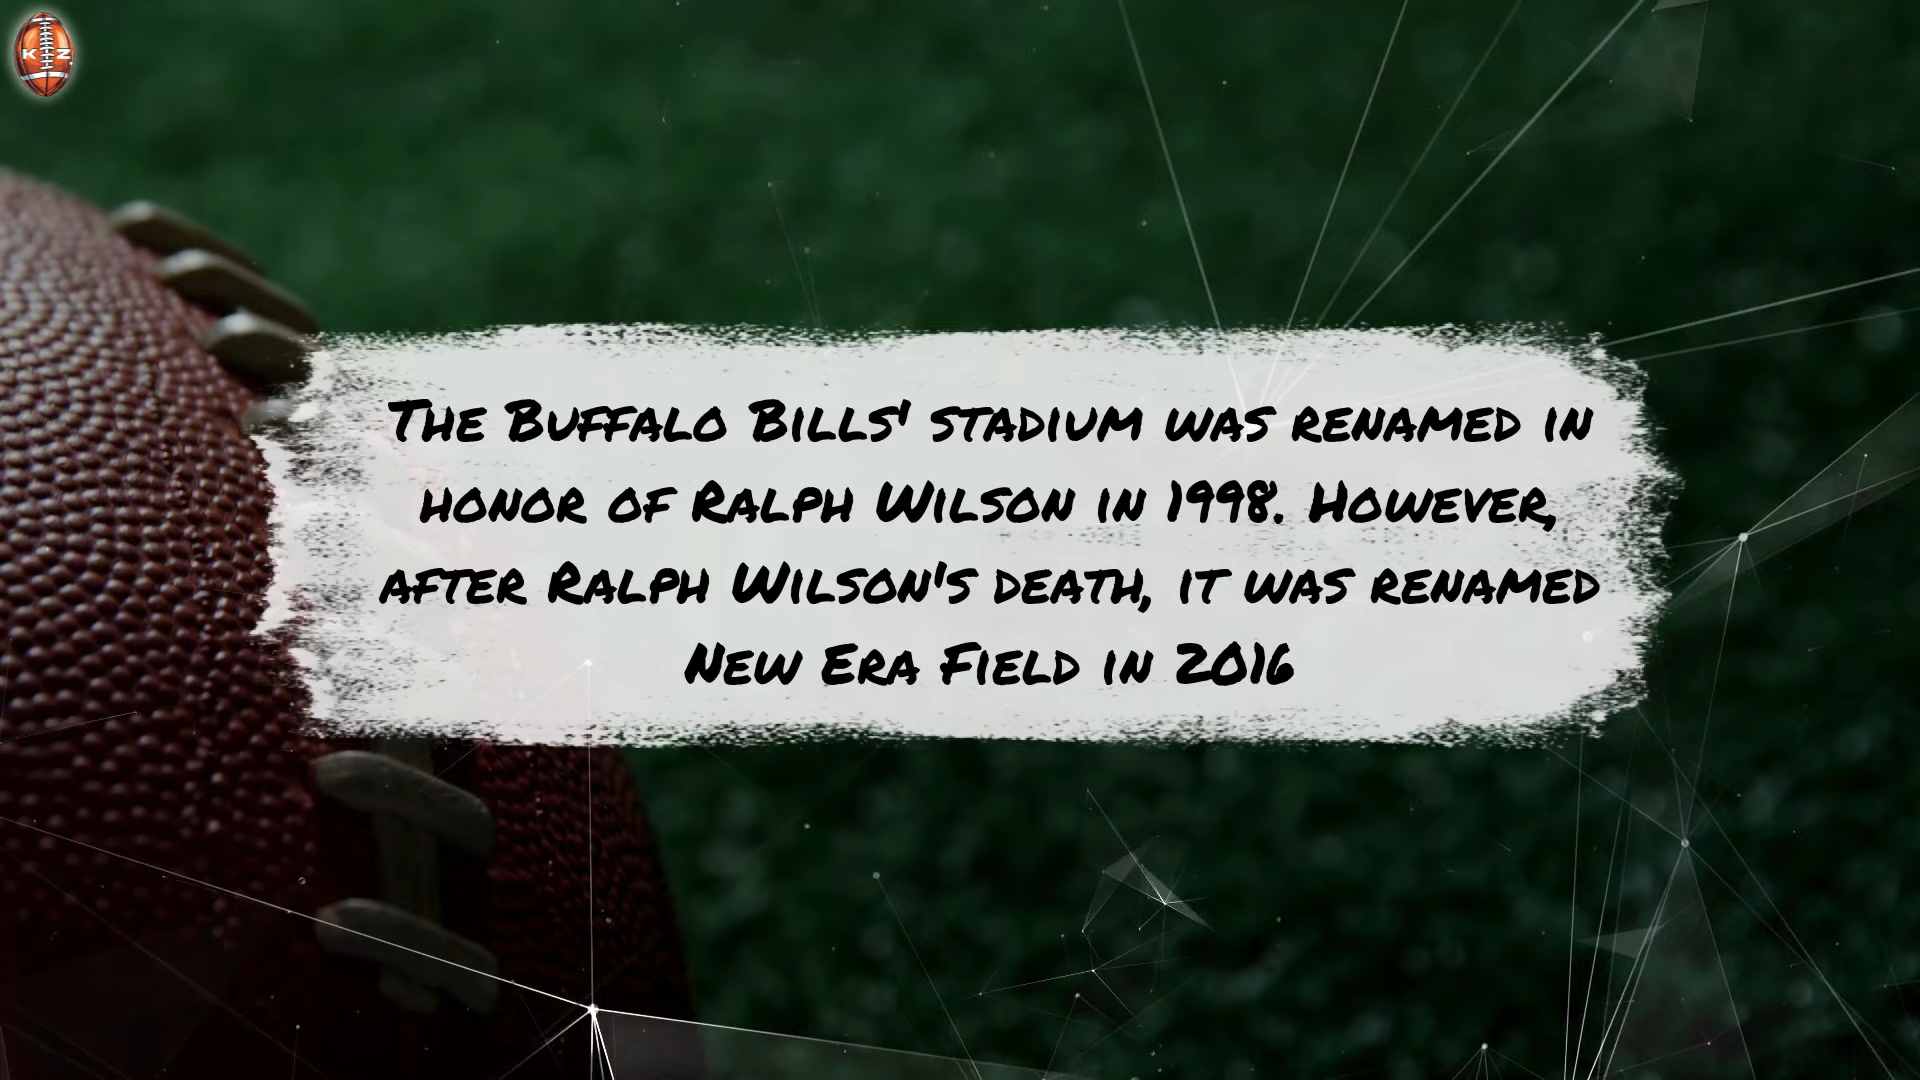 K Z
The Buffalo Bills' stadium was renamed in
honor of Ralph Wilson in 1998. However,
after Ralph Wilson's death, it was renamed
New Era Field in 2016